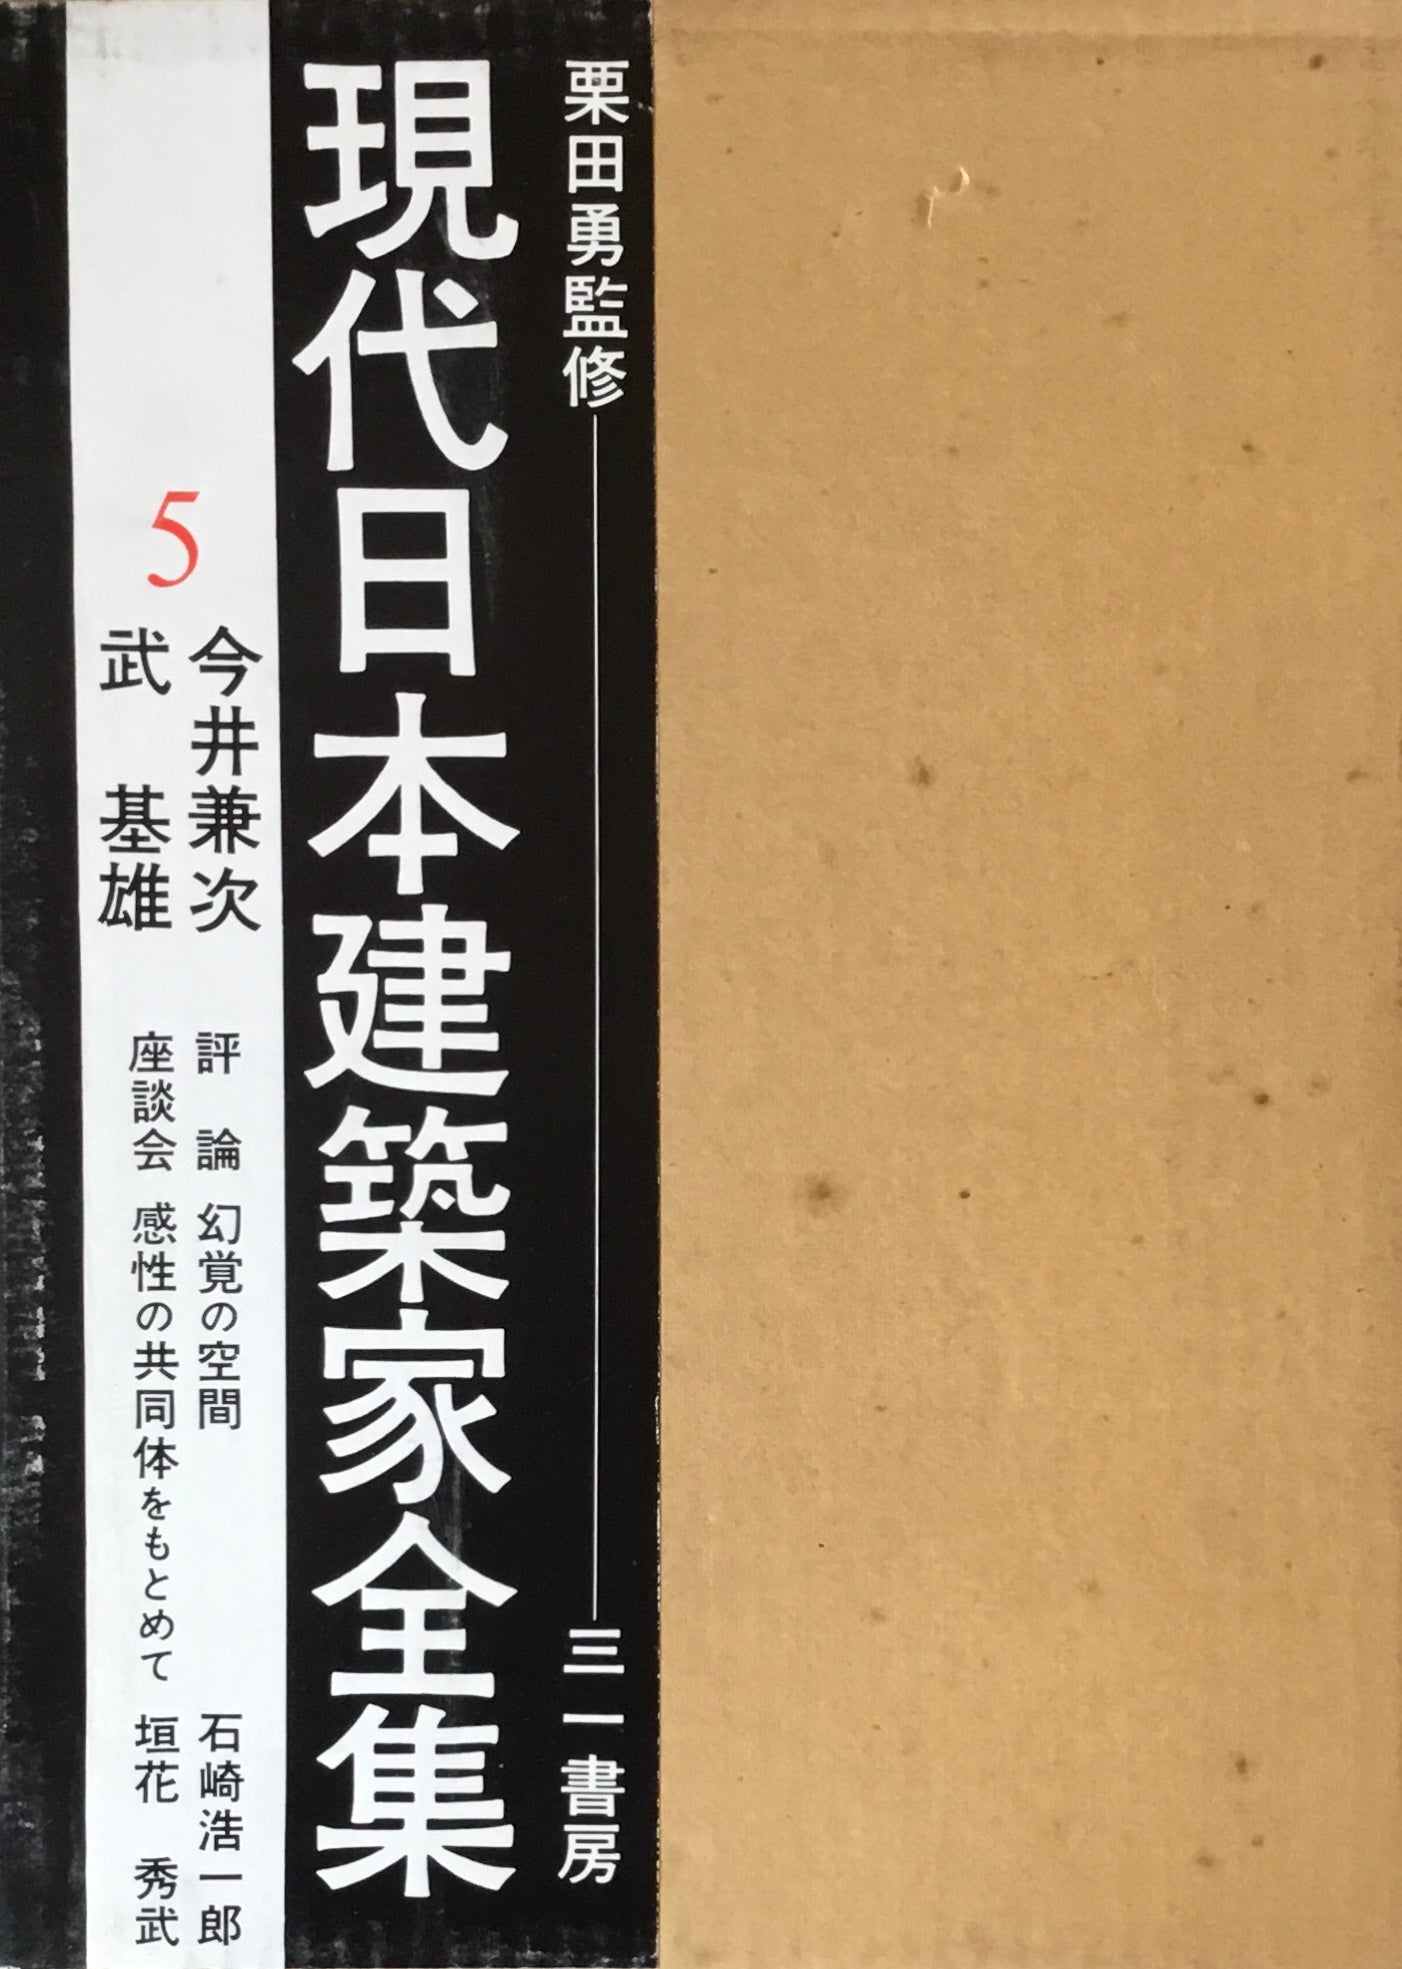 栗田勇監修
三一書房
現代日本建築家全集
5
今井兼次
武 基雄
評 論 幻覚の空間 石崎浩一郎
座談会 感性の共同体をもとめて 垣花 秀武